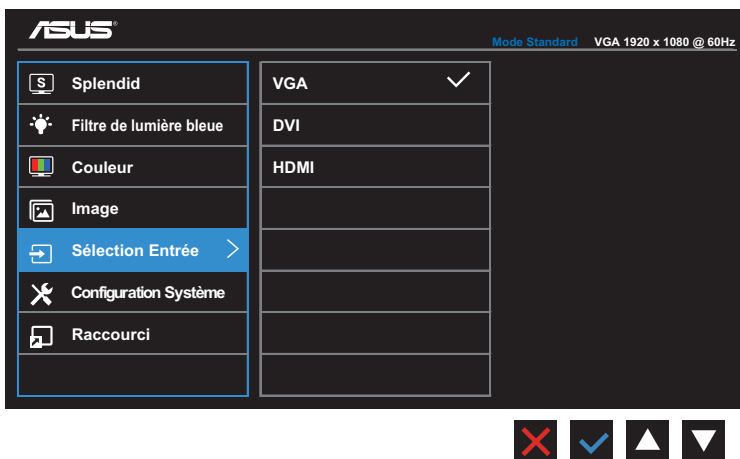 ASUS
Mode Standard VGA 1920 x 1080 @ 60Hz
S Splendid
Filtre de lumière bleue
Couleur
Image
Sélection Entrée
Configuration Système
Raccourci
VGA
DVI
HDMI